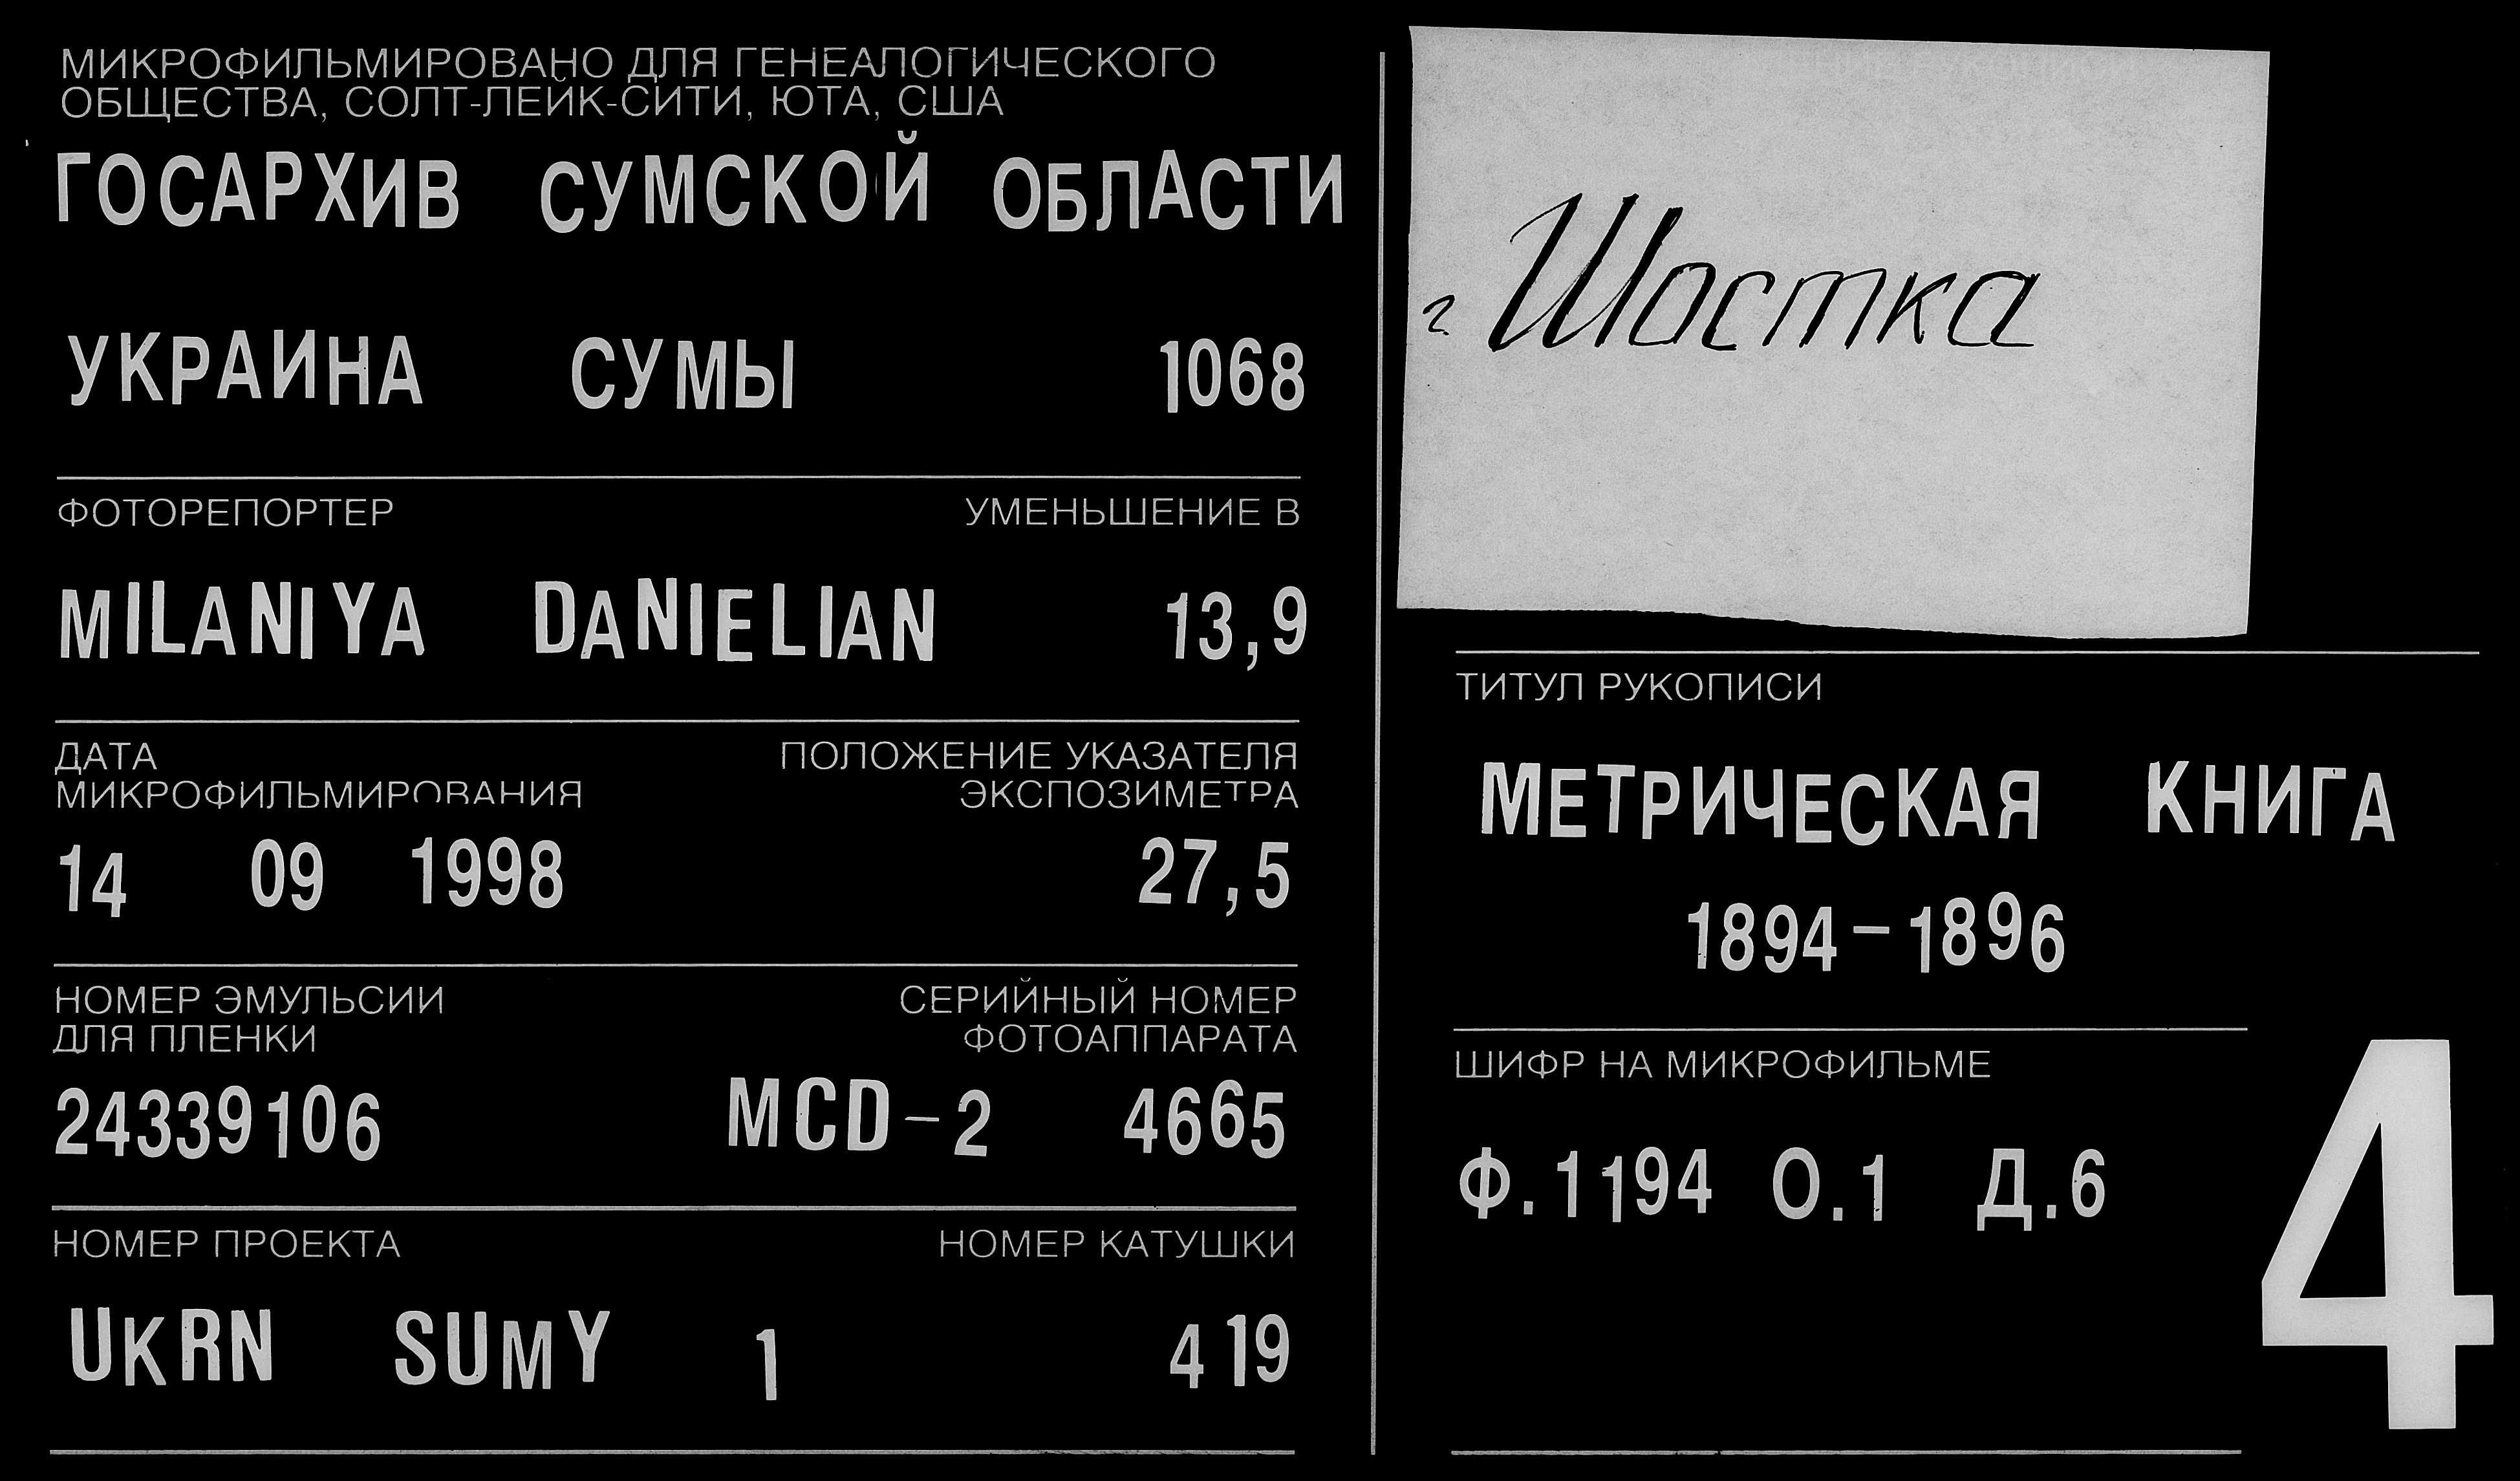 МИКРОФИЛЬМИРОВАНО ДЛЯ ГЕНЕАЛОГИЧЕСКОГО
ОБЩЕСТВА, СОЛТ-ЛЕЙК-СИТИ, ЮТА, США
ГОСАРХИВ СУМСКОЙ ОБЛАСТИ
УКРАИНА СУМЫ 1068
ФОТОРЕПОРТЕР УМЕНЬШЕНИЕ В
MILANIYA DANIELIAN 13,9
ДАТА ПОЛОЖЕНИЕ УКАЗАТЕЛЯ
МИКРОФИЛЬМИРОВАНИЯ ЭКСПОЗИМЕТРА
14 09 1998 27,5
НОМЕР ЭМУЛЬСИИ СЕРИЙНЫЙ НОМЕР
ДЛЯ ПЛЕНКИ ФОТОАППАРАТА
24339106 MCD-2 4665
НОМЕР ПРОЕКТА НОМЕР КАТУШКИ
UKRN SUMY 1 419
г Шостка
ТИТУЛ РУКОПИСИ
МЕТРИЧЕСКАЯ КНИГА
1894-1896
ШИФР НА МИКРОФИЛЬМЕ
Ф.1194 О.1 Д.6
4